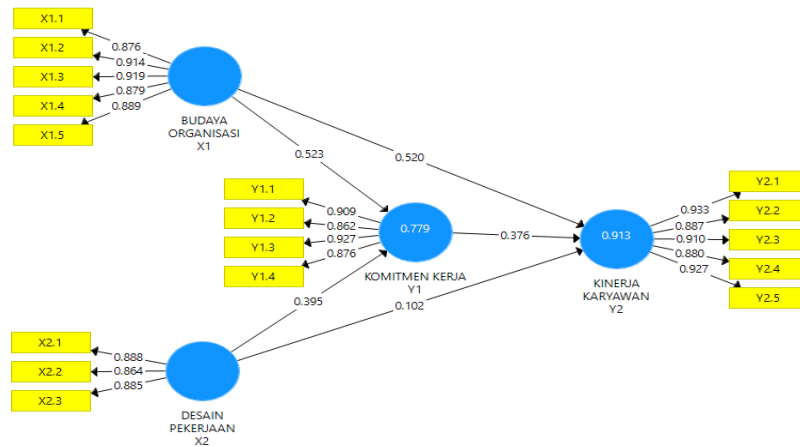 X1.1
X1.2
X1.3
X1.4
X1.5
0.876
0.914
0.919
0.879
0.889
BUDAYA
ORGANISASI
X1
0.523
0.520
Y1.1
Y1.2
Y1.3
Y1.4
0.909
0.862
0.927
0.876
0.779
KOMITMEN KERJA
Y1
0.376
0.913
KINERJA
KARYAWAN
Y2
0.933
0.887
0.910
0.880
0.927
Y2.1
Y2.2
Y2.3
Y2.4
Y2.5
0.395
0.102
X2.1
X2.2
X2.3
0.888
0.864
0.885
DESAIN
PEKERJAAN
X2